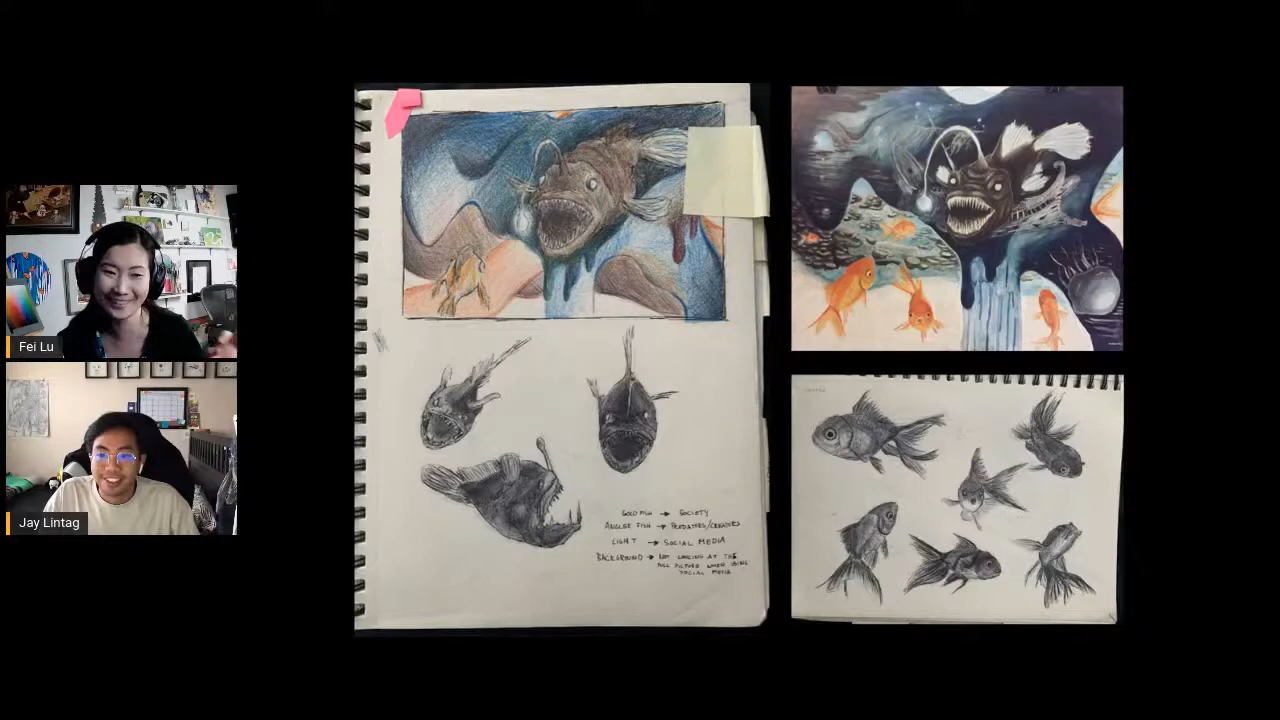 Fei Lu
Jay Lintag
GOLDFISH → SOCIETY
ANGLER FISH → PREDATORS/CREATORS
LIGHT → SOCIAL MEDIA
BACKGROUND → NOT LOOKING AT THE
FULL PICTURE WHEN USING
SOCIAL MEDIA